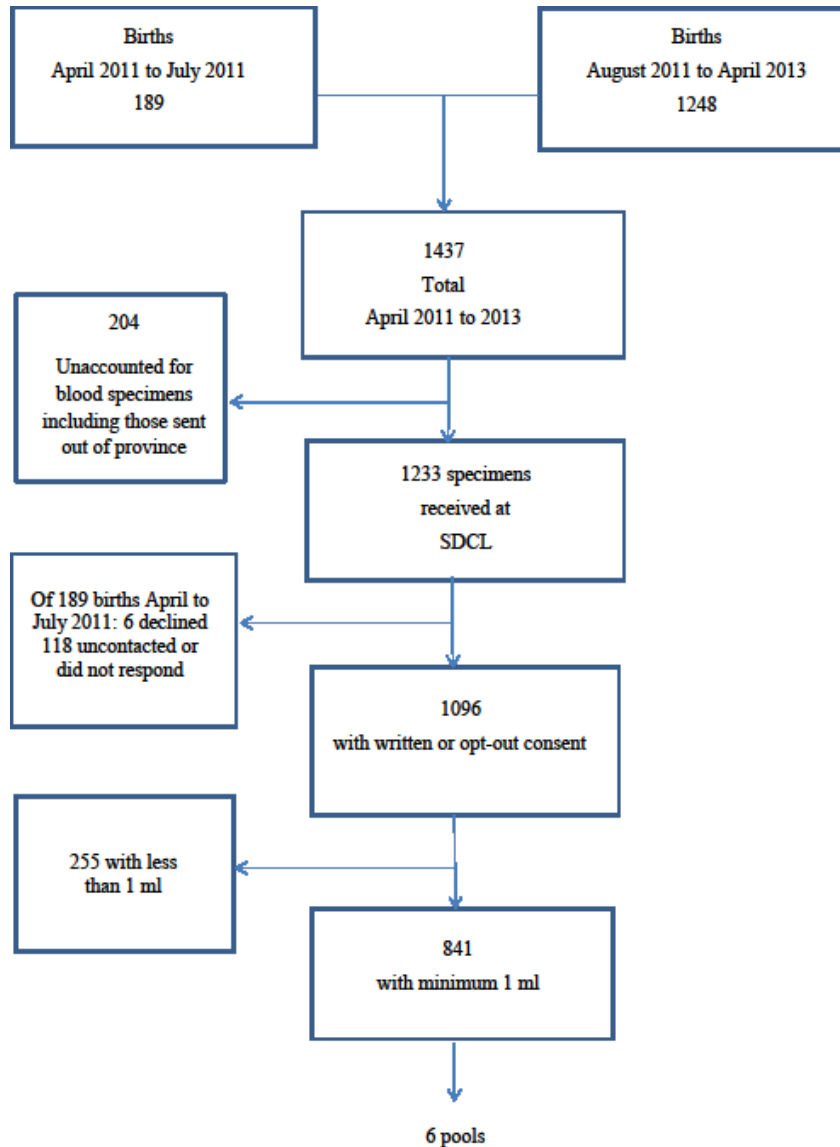 Births
April 2011 to July 2011
189
Births
August 2011 to April 2013
1248
1437
Total
April 2011 to 2013
204
Unaccounted for
blood specimens
including those sent
out of province
1233 specimens
received at
SDCL
Of 189 births April to
July 2011: 6 declined
118 uncontacted or
did not respond
1096
with written or opt-out consent
255 with less
than 1 ml
841
with minimum 1 ml
6 pools